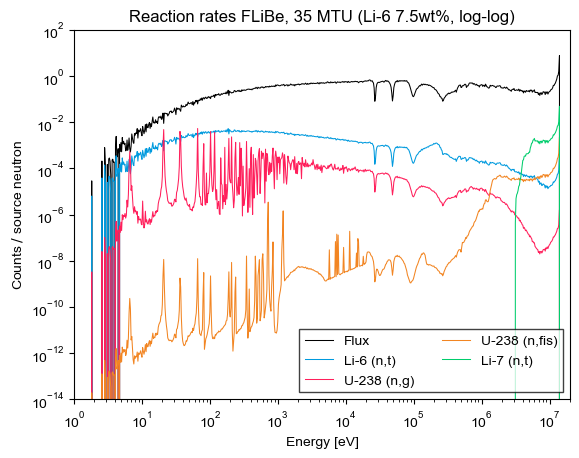 Reaction rates FLiBe, 35 MTU (Li-6 7.5wt%, log-log)
Counts / source neutron
10^2
10^0
10^-2
10^-4
10^-6
10^-8
10^-10
10^-12
10^-14
Flux
Li-6 (n,t)
U-238 (n,g)
U-238 (n,fis)
Li-7 (n,t)
10^0 10^1 10^2 10^3 10^4 10^5 10^6 10^7
Energy [eV]